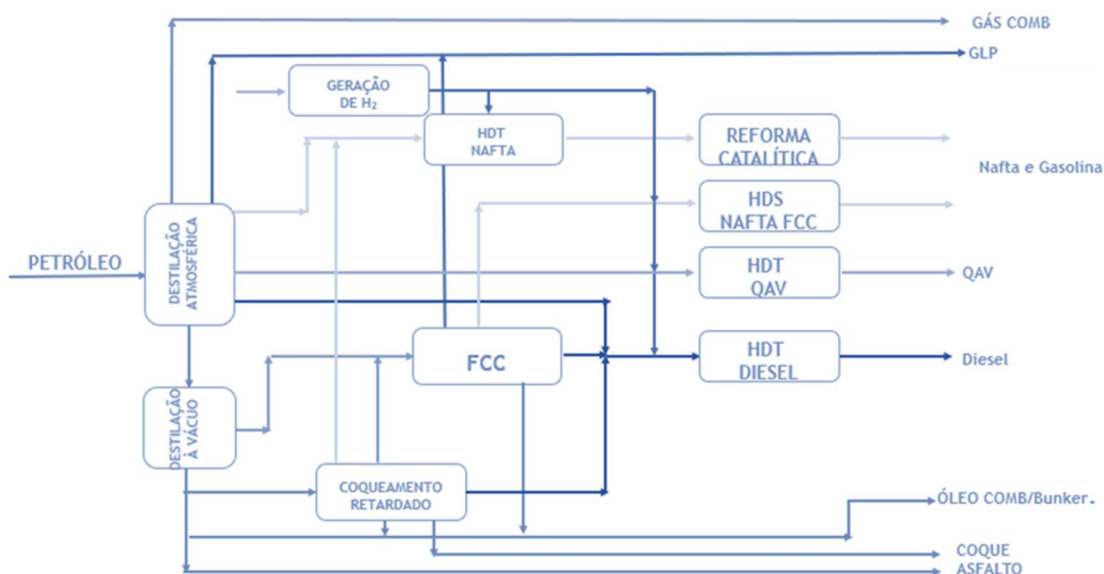 GÁS COMB
GLP
GERAÇÃO
DE H₂
HDT
NAFTA
REFORMA
CATALÍTICA
Nafta e Gasolina
HDS
NAFTA FCC
DESTILAÇÃO
ATMOSFÉRICA
PETRÓLEO
HDT
QAV
QAV
FCC
HDT
DIESEL
Diesel
DESTILAÇÃO
À VÁCUO
COQUEAMENTO
RETARDADO
ÓLEO COMB/Bunker.
COQUE
ASFALTO